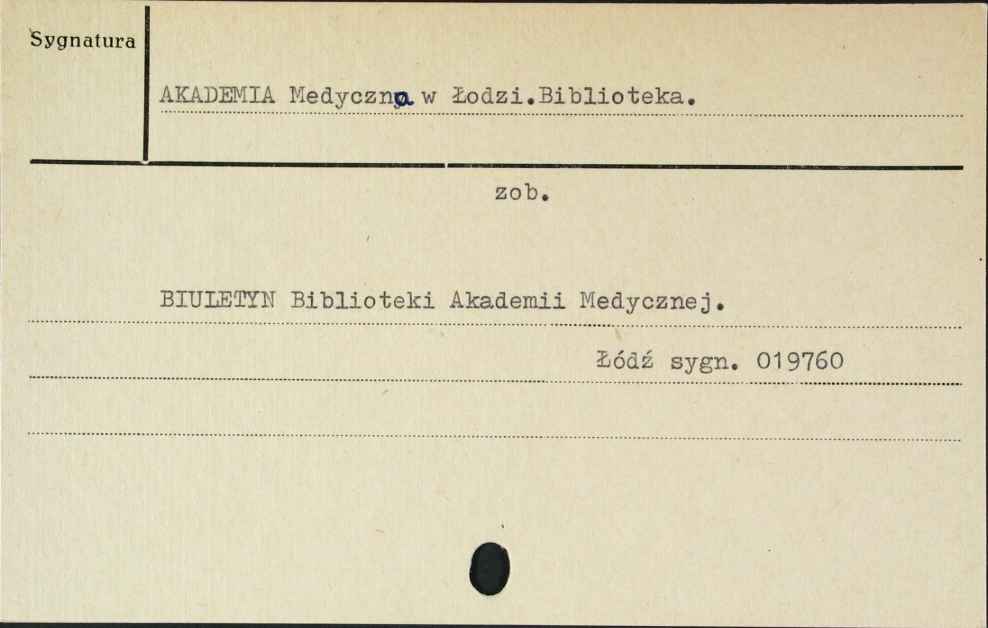 Sygnatura
AKADEMIA Medyczna w Łodzi.Biblioteka.
zob.
BIULETYN Biblioteki Akademii Medycznej.
Łódź sygn. 019760